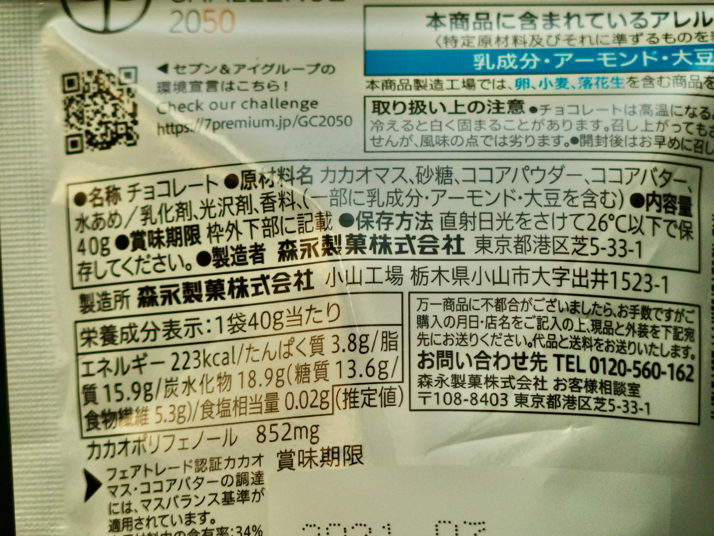 2050
◀セブン&アイグループの
環境宣言はこちら!
Check our challenge
https://7premium.jp/GC2050
本商品に含まれているアレル
〈特定原材料及びそれに準ずるものを
乳成分・アーモンド・大豆
本商品製造工場では、卵、小麦、落花生を含む商品を
取り扱い上の注意 ●チョコレートは高温になる
冷えると白く固まることがあります。召し上がっても
せんが、風味の点では劣ります。●開封後はお早めに召し
●名称 チョコレート ●原材料名 カカオマス、砂糖、ココアパウダー、ココアバター、
水あめ/乳化剤、光沢剤、香料、(一部に乳成分・アーモンド・大豆を含む) ●内容量
40g ●賞味期限 枠外下部に記載 ●保存方法 直射日光をさけて26℃以下で保
存してください。●製造者 森永製菓株式会社 東京都港区芝5-33-1
製造所 森永製菓株式会社 小山工場 栃木県小山市大字出井1523-1
栄養成分表示:1袋40g当たり
エネルギー 223kcal/たんぱく質 3.8g/脂
質 15.9g/炭水化物 18.9g(糖質 13.6g/
食物繊維 5.3g)/食塩相当量 0.02g (推定値)
カカオポリフェノール 852mg
万一商品に不都合がございましたら、お手数ですがご
購入の月日・店名をご記入の上、現品と外装を下記宛
先にお送りください。代品と送料をお送りいたします。
お問い合わせ先 TEL 0120-560-162
森永製菓株式会社 お客様相談室
〒108-8403 東京都港区芝5-33-1
フェアトレード認証カカオ
マス・ココアバターの調達
には、マスバランス基準が
適用されています。
含有率:34%
賞味期限